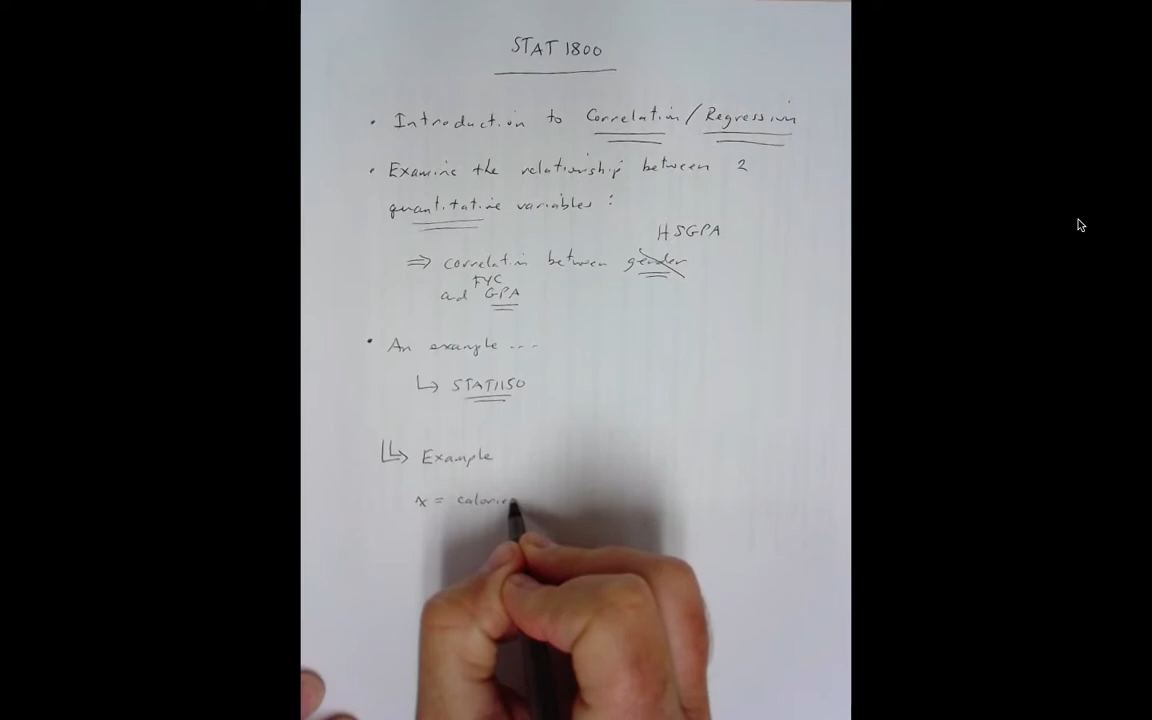 STAT 1800
• Introduction to Correlation/Regression
• Examine the relationship between 2
quantitative variables :
HSGPA
⇒ correlation between gender
FYC
and GPA
• An example ---
↳ STAT1150
↳ Example
x = calorie